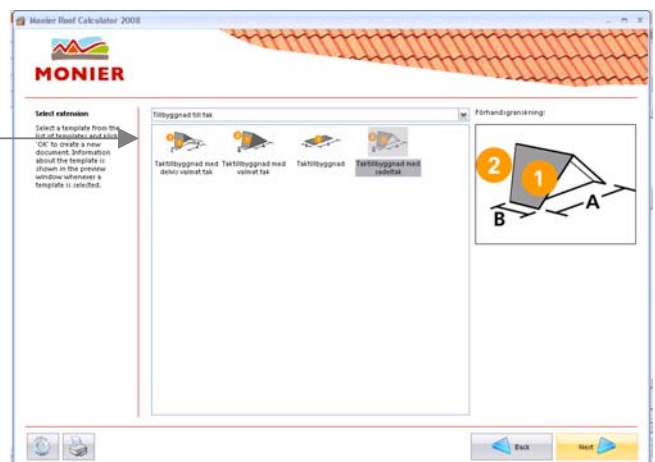 Monier Roof Calculator 2008
MONIER
Select extension
Select a template from the
list of templates and klick
'OK' to create a new
document. Information
about the template is
shown in the preview
window whenever a
template is selected.
Tillbyggnad till tak
Taktillbyggnad med
delvis valmat tak
Taktillbyggnad med
valmat tak
Taktillbyggnad
Taktillbyggnad med
sadeltak
Förhandsgranskning:
2
1
B
A
Back
Next